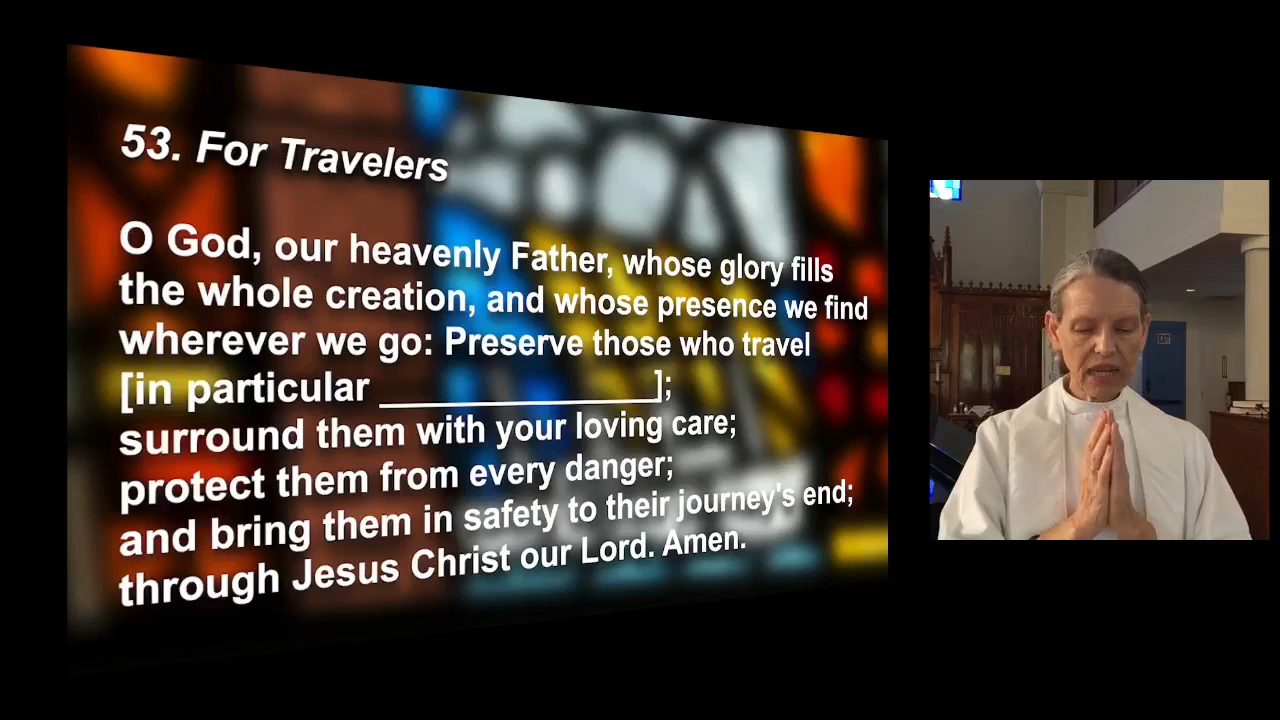 53. For Travelers
O God, our heavenly Father, whose glory fills
the whole creation, and whose presence we find
wherever we go: Preserve those who travel
[in particular _____________];
surround them with your loving care;
protect them from every danger;
and bring them in safety to their journey's end;
through Jesus Christ our Lord. Amen.
EXIT